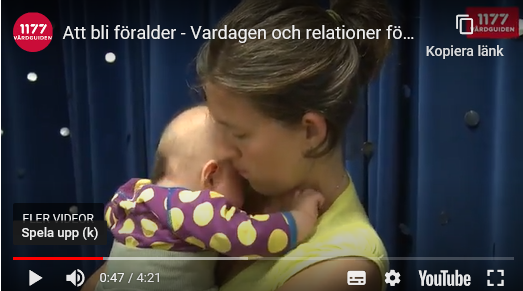 1177
VÅRDGUIDEN
Att bli förälder - Vardagen och relationer fö...
1177
VÅRDGUIDEN
Kopiera länk
FLER VIDEOR
Spela upp (k)
0:47 / 4:21
YouTube